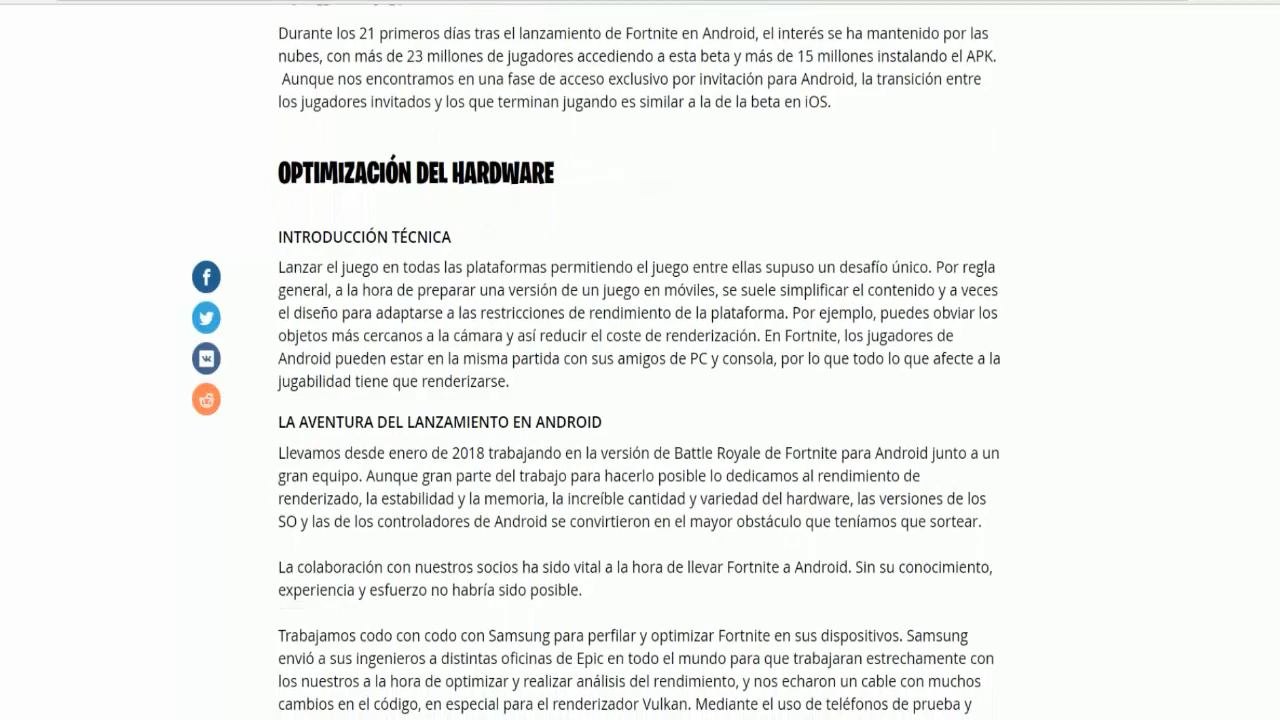 Durante los 21 primeros días tras el lanzamiento de Fortnite en Android, el interés se ha mantenido por las
nubes, con más de 23 millones de jugadores accediendo a esta beta y más de 15 millones instalando el APK.
Aunque nos encontramos en una fase de acceso exclusivo por invitación para Android, la transición entre
los jugadores invitados y los que terminan jugando es similar a la de la beta en iOS.
OPTIMIZACIÓN DEL HARDWARE
INTRODUCCIÓN TÉCNICA
Lanzar el juego en todas las plataformas permitiendo el juego entre ellas supuso un desafío único. Por regla
general, a la hora de preparar una versión de un juego en móviles, se suele simplificar el contenido y a veces
el diseño para adaptarse a las restricciones de rendimiento de la plataforma. Por ejemplo, puedes obviar los
objetos más cercanos a la cámara y así reducir el coste de renderización. En Fortnite, los jugadores de
Android pueden estar en la misma partida con sus amigos de PC y consola, por lo que todo lo que afecte a la
jugabilidad tiene que renderizarse.
LA AVENTURA DEL LANZAMIENTO EN ANDROID
Llevamos desde enero de 2018 trabajando en la versión de Battle Royale de Fortnite para Android junto a un
gran equipo. Aunque gran parte del trabajo para hacerlo posible lo dedicamos al rendimiento de
renderizado, la estabilidad y la memoria, la increíble cantidad y variedad del hardware, las versiones de los
SO y las de los controladores de Android se convirtieron en el mayor obstáculo que teníamos que sortear.
La colaboración con nuestros socios ha sido vital a la hora de llevar Fortnite a Android. Sin su conocimiento,
experiencia y esfuerzo no habría sido posible.
Trabajamos codo con codo con Samsung para perfilar y optimizar Fortnite en sus dispositivos. Samsung
envió a sus ingenieros a distintas oficinas de Epic en todo el mundo para que trabajaran estrechamente con
los nuestros a la hora de optimizar y realizar análisis del rendimiento, y nos echaron un cable con muchos
cambios en el código, en especial para el renderizador Vulkan. Mediante el uso de teléfonos de prueba y